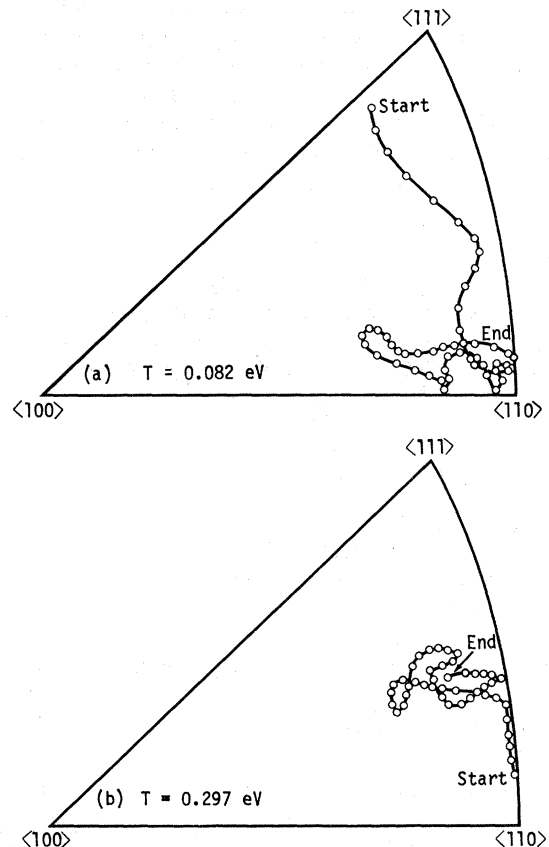 <111>
Start
End
(a) T = 0.082 eV
<100> <110>
<111>
End
Start
(b) T = 0.297 eV
<100> <110>